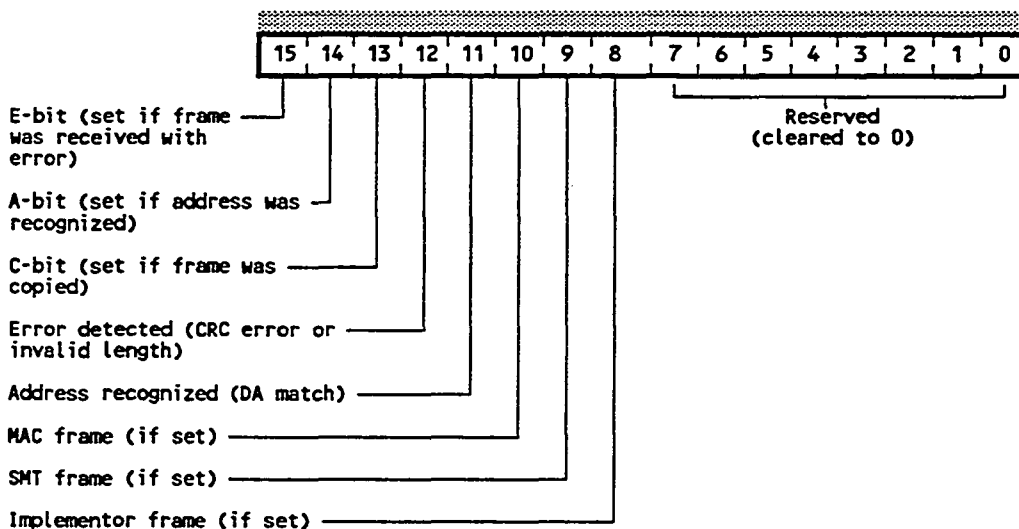 15 14 13 12 11 10 9 8 7 6 5 4 3 2 1 0
E-bit (set if frame
was received with
error)
Reserved
(cleared to 0)
A-bit (set if address was
recognized)
C-bit (set if frame was
copied)
Error detected (CRC error or
invalid length)
Address recognized (DA match)
MAC frame (if set)
SMT frame (if set)
Implementor frame (if set)